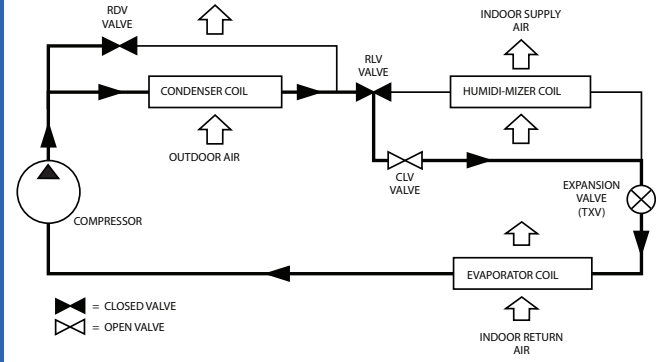 RDV
VALVE
INDOOR SUPPLY
AIR
RLV
VALVE
CONDENSER COIL
HUMIDI-MIZER COIL
OUTDOOR AIR
CLV
VALVE
EXPANSION
VALVE
(TXV)
COMPRESSOR
EVAPORATOR COIL
= CLOSED VALVE
= OPEN VALVE
INDOOR RETURN
AIR